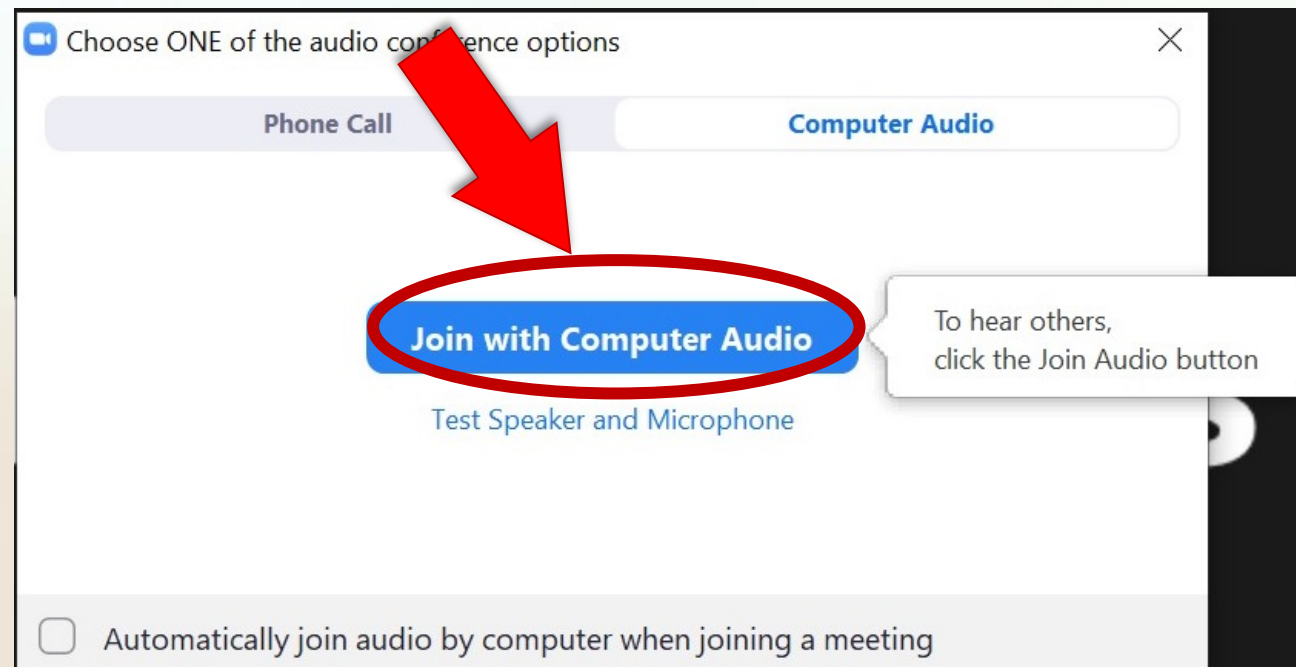 Choose ONE of the audio conference options
Phone Call
Computer Audio
Join with Computer Audio
To hear others,
click the Join Audio button
Test Speaker and Microphone
Automatically join audio by computer when joining a meeting